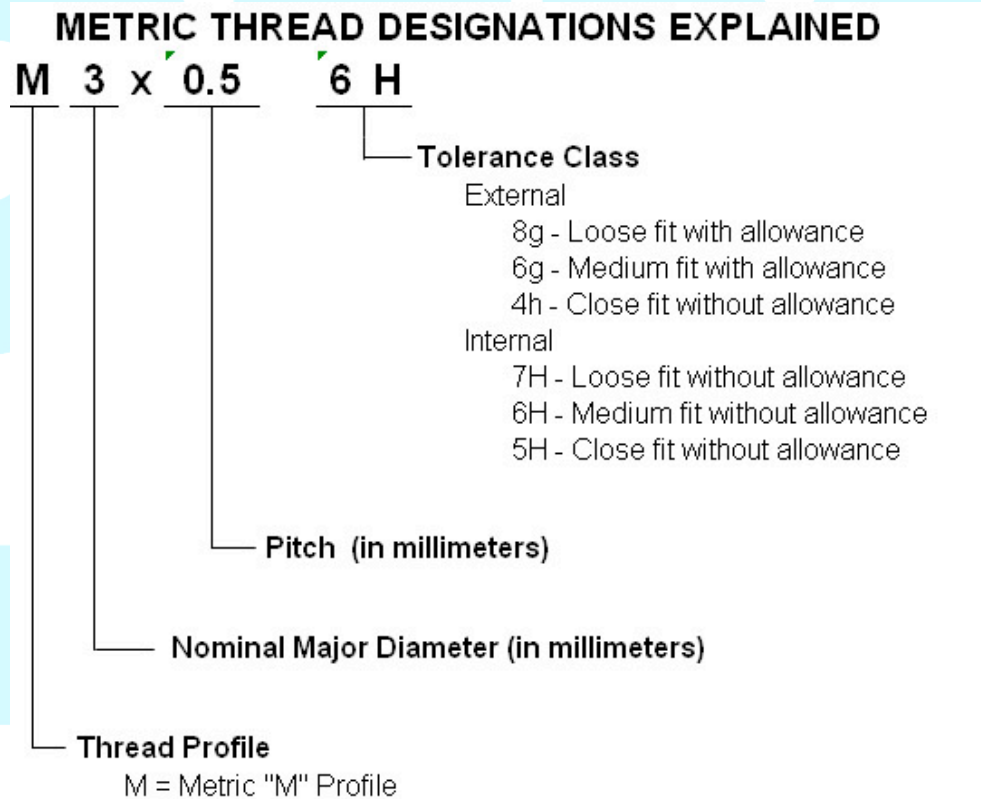 METRIC THREAD DESIGNATIONS EXPLAINED
M 3 x 0.5 6 H
Tolerance Class
External
8g - Loose fit with allowance
6g - Medium fit with allowance
4h - Close fit without allowance
Internal
7H - Loose fit without allowance
6H - Medium fit without allowance
5H - Close fit without allowance
Pitch (in millimeters)
Nominal Major Diameter (in millimeters)
Thread Profile
M = Metric "M" Profile